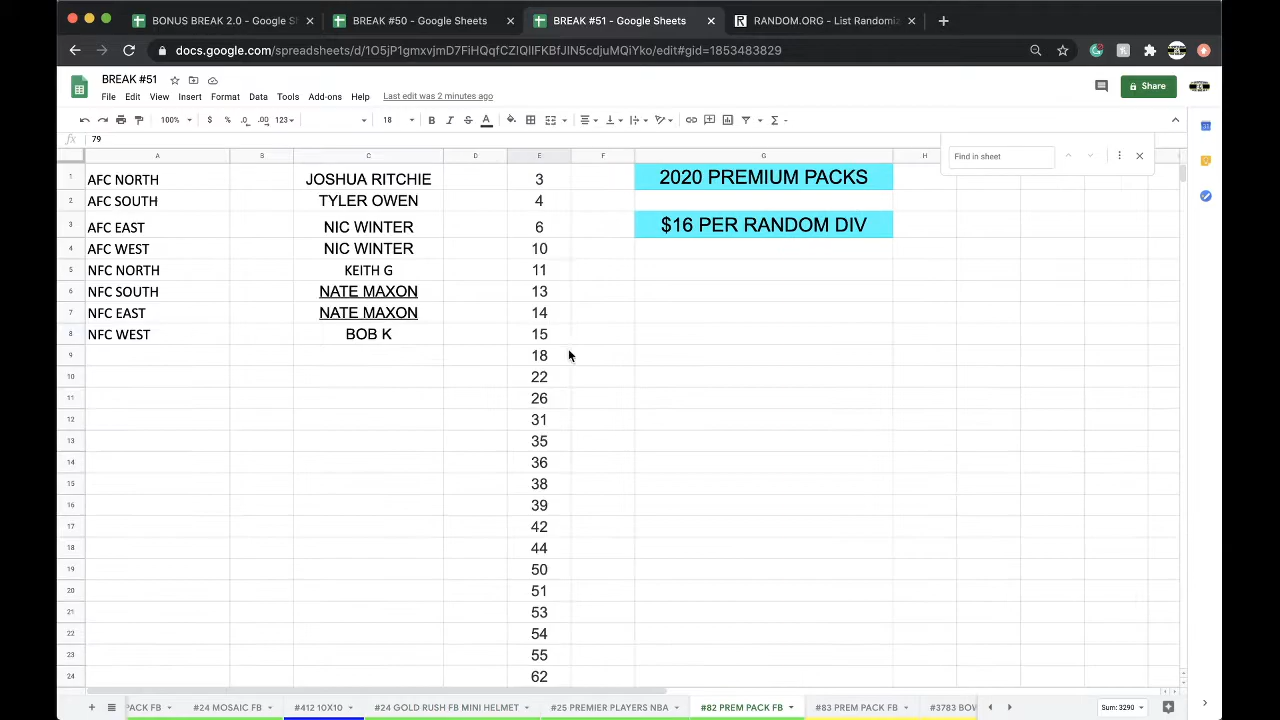 BONUS BREAK 2.0 - Google S
BREAK #50 - Google Sheets
BREAK #51 - Google Sheets
RANDOM.ORG - List Randomiz
docs.google.com/spreadsheets/d/1O5jP1gmxvjmD7FiHQqfCZIQlIFKBfJIN5cdjuMQiYko/edit#gid=1853483829
BREAK #51
File Edit View Insert Format Data Tools Add-ons Help Last edit was 2 minutes ago
Share
100% $ % .0 .00 123 18 B I S A
fx 79
Find in sheet
A B C D E F G H
1 AFC NORTH JOSHUA RITCHIE 3 2020 PREMIUM PACKS
2 AFC SOUTH TYLER OWEN 4
3 AFC EAST NIC WINTER 6 $16 PER RANDOM DIV
4 AFC WEST NIC WINTER 10
5 NFC NORTH KEITH G 11
6 NFC SOUTH NATE MAXON 13
7 NFC EAST NATE MAXON 14
8 NFC WEST BOB K 15
9 18
10 22
11 26
12 31
13 35
14 36
15 38
16 39
17 42
18 44
19 50
20 51
21 53
22 54
23 55
24 62
PACK FB #24 MOSAIC FB #412 10X10 #24 GOLD RUSH FB MINI HELMET #25 PREMIER PLAYERS NBA #82 PREM PACK FB #83 PREM PACK FB #3783 BOW Sum: 3290